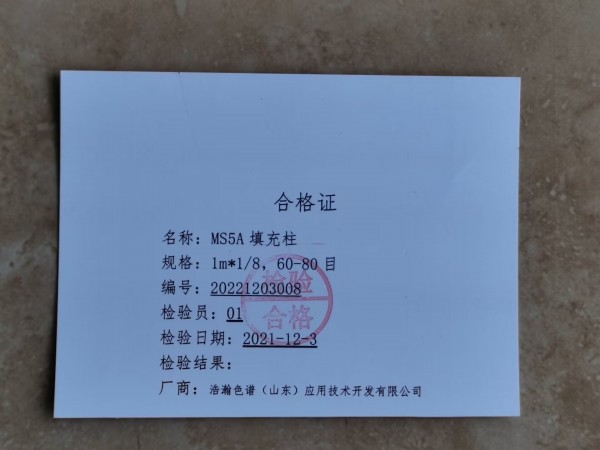 合格证
名称：MS5A 填充柱
规格：1m*1/8，60-80 目
编号：20221203008
检验员：01
检验日期：2021-12-3
检验结果：
厂商：浩瀚色谱（山东）应用技术开发有限公司
检验
合格